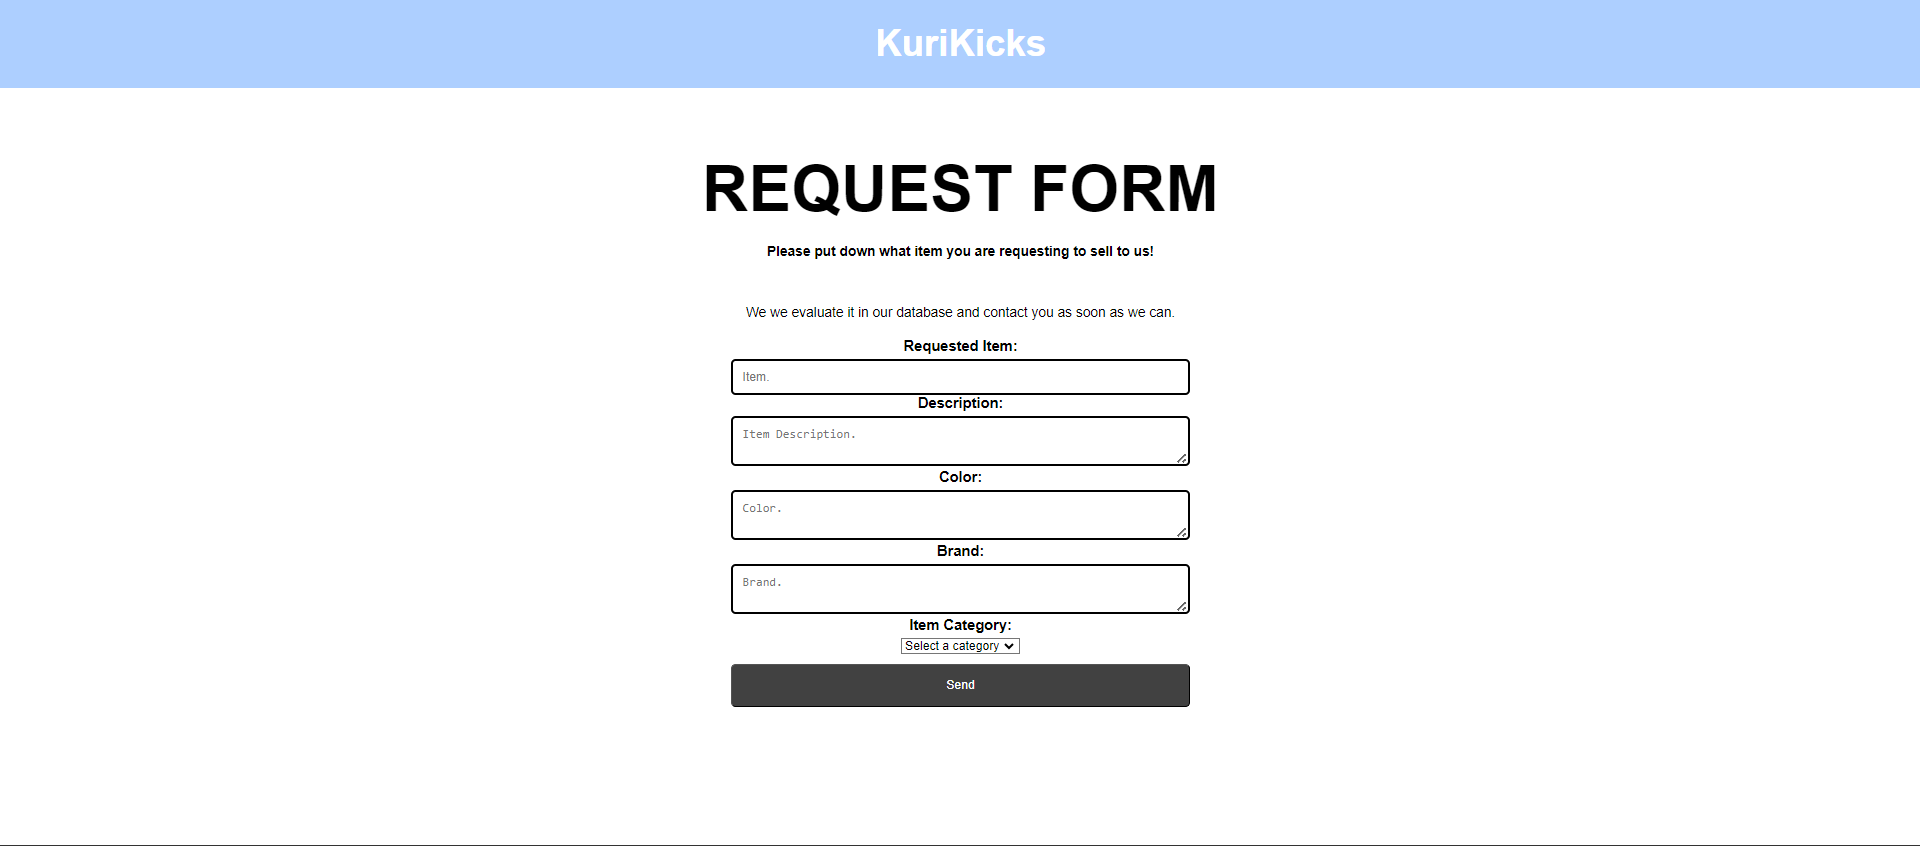 KuriKicks
REQUEST FORM
Please put down what item you are requesting to sell to us!
We we evaluate it in our database and contact you as soon as we can.
Requested Item:
Item.
Description:
Item Description.
Color:
Color.
Brand:
Brand.
Item Category:
Select a category
Send